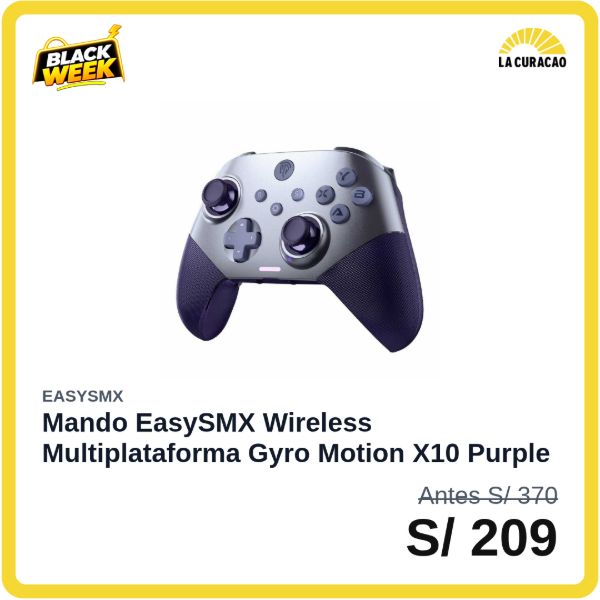 BLACK
WEEK
LA CURACAO
Y
X
B
A
EASYSMX
Mando EasySMX Wireless
Multiplataforma Gyro Motion X10 Purple
Antes S/ 370
S/ 209